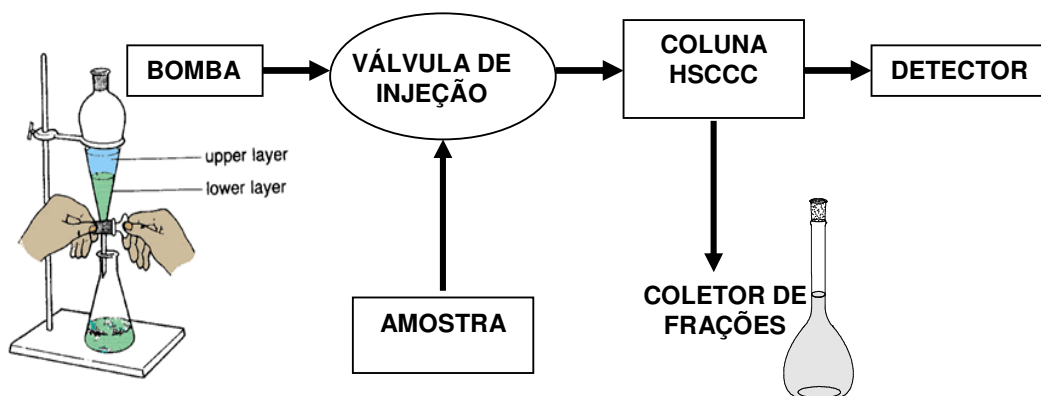 BOMBA
VÁLVULA DE
INJEÇÃO
COLUNA
HSCCC
DETECTOR
upper layer
lower layer
AMOSTRA
COLETOR DE
FRAÇÕES